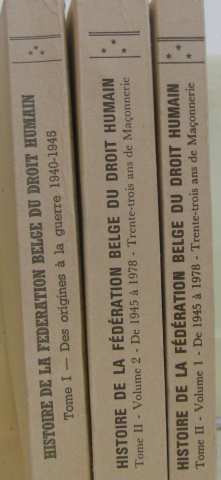 HISTOIRE DE LA FEDERATION BELGE DU DROIT HUMAIN
Tome I — Des origines à la guerre 1940-1945
HISTOIRE DE LA FÉDÉRATION BELGE DU DROIT HUMAIN
Tome II - Volume 2 - De 1945 à 1978 - Trente-trois ans de Maçonnerie
HISTOIRE DE LA FÉDÉRATION BELGE DU DROIT HUMAIN
Tome II - Volume 1 - De 1945 à 1978 - Trente-trois ans de Maçonnerie